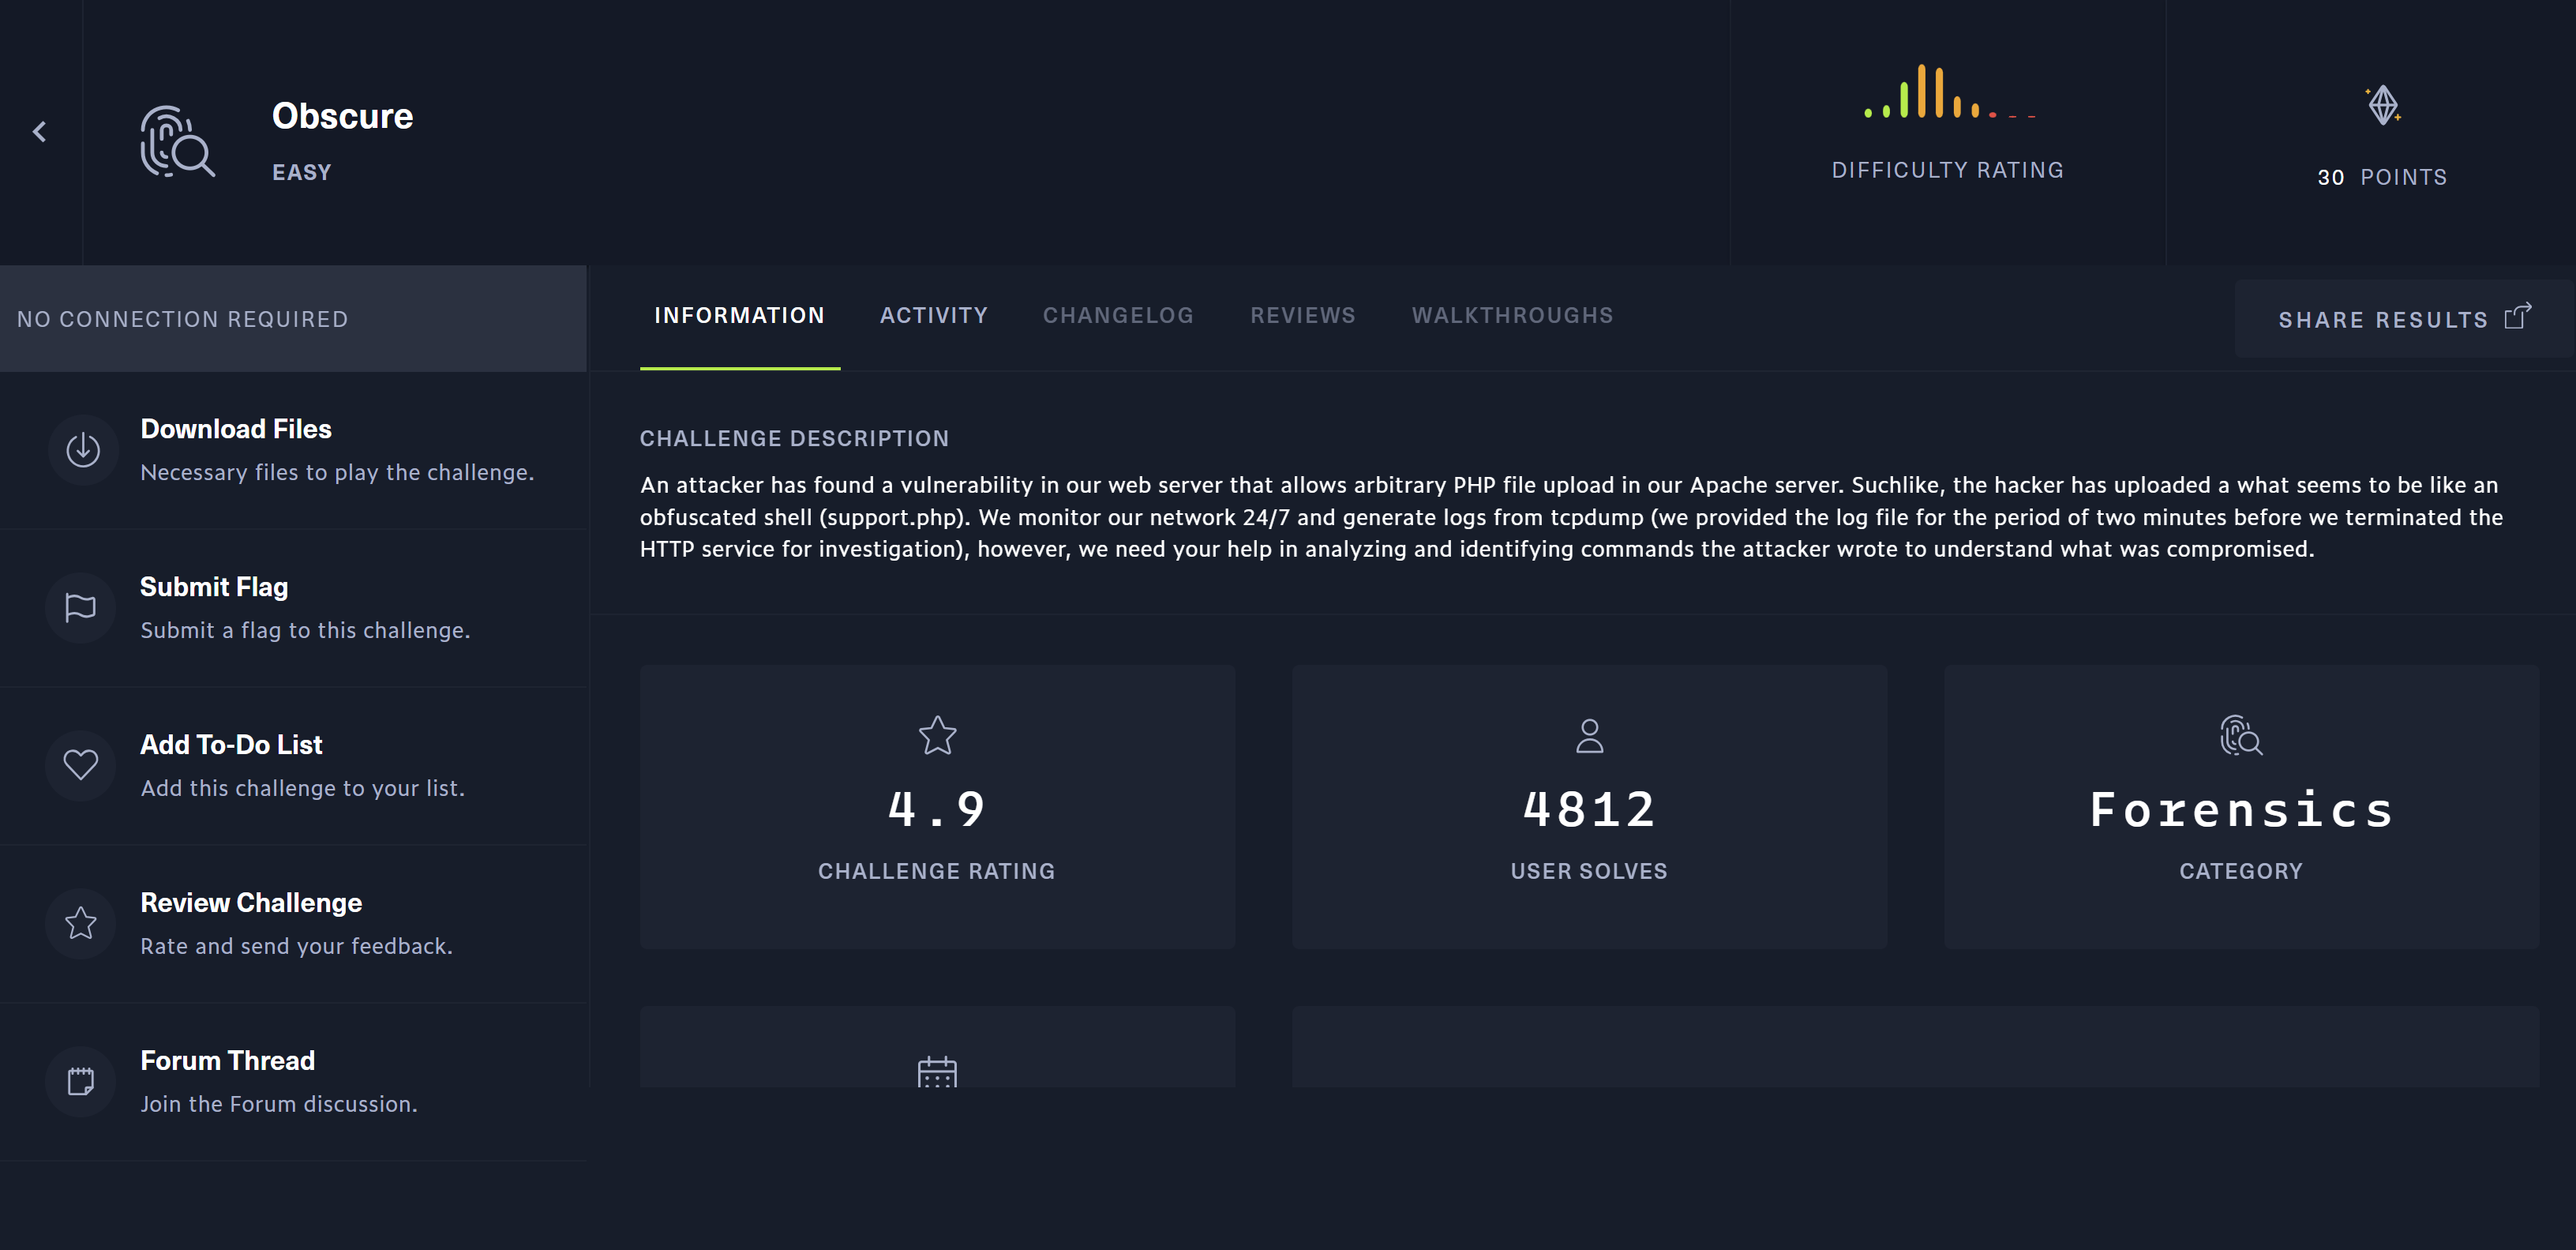 Obscure
EASY
DIFFICULTY RATING
30 POINTS
NO CONNECTION REQUIRED
INFORMATION
ACTIVITY
CHANGELOG
REVIEWS
WALKTHROUGHS
SHARE RESULTS
Download Files
Necessary files to play the challenge.
Submit Flag
Submit a flag to this challenge.
Add To-Do List
Add this challenge to your list.
Review Challenge
Rate and send your feedback.
Forum Thread
Join the Forum discussion.
CHALLENGE DESCRIPTION
An attacker has found a vulnerability in our web server that allows arbitrary PHP file upload in our Apache server. Suchlike, the hacker has uploaded a what seems to be like an
obfuscated shell (support.php). We monitor our network 24/7 and generate logs from tcpdump (we provided the log file for the period of two minutes before we terminated the
HTTP service for investigation), however, we need your help in analyzing and identifying commands the attacker wrote to understand what was compromised.
4.9
CHALLENGE RATING
4812
USER SOLVES
Forensics
CATEGORY